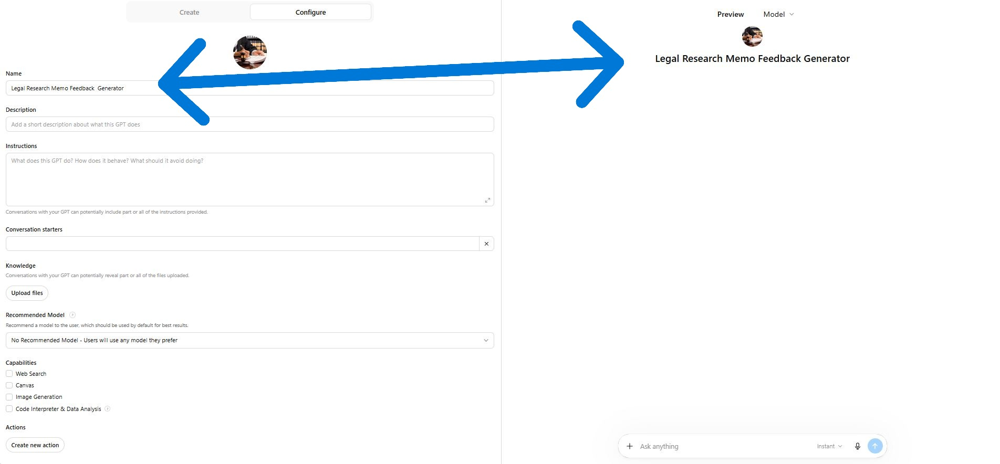 Create
Configure
Name
Legal Research Memo Feedback  Generator
Description
Add a short description about what this GPT does
Instructions
What does this GPT do? How does it behave? What should it avoid doing?
Conversations with your GPT can potentially include part or all of the instructions provided.
Conversation starters
Knowledge
Conversations with your GPT can potentially reveal part or all of the files uploaded.
Upload files
Recommended Model
Recommend a model to the user, which should be used by default for best results.
No Recommended Model - Users will use any model they prefer
Capabilities
Web Search
Canvas
Image Generation
Code Interpreter & Data Analysis
Actions
Create new action
Preview
Model
Legal Research Memo Feedback Generator
Ask anything
Instant